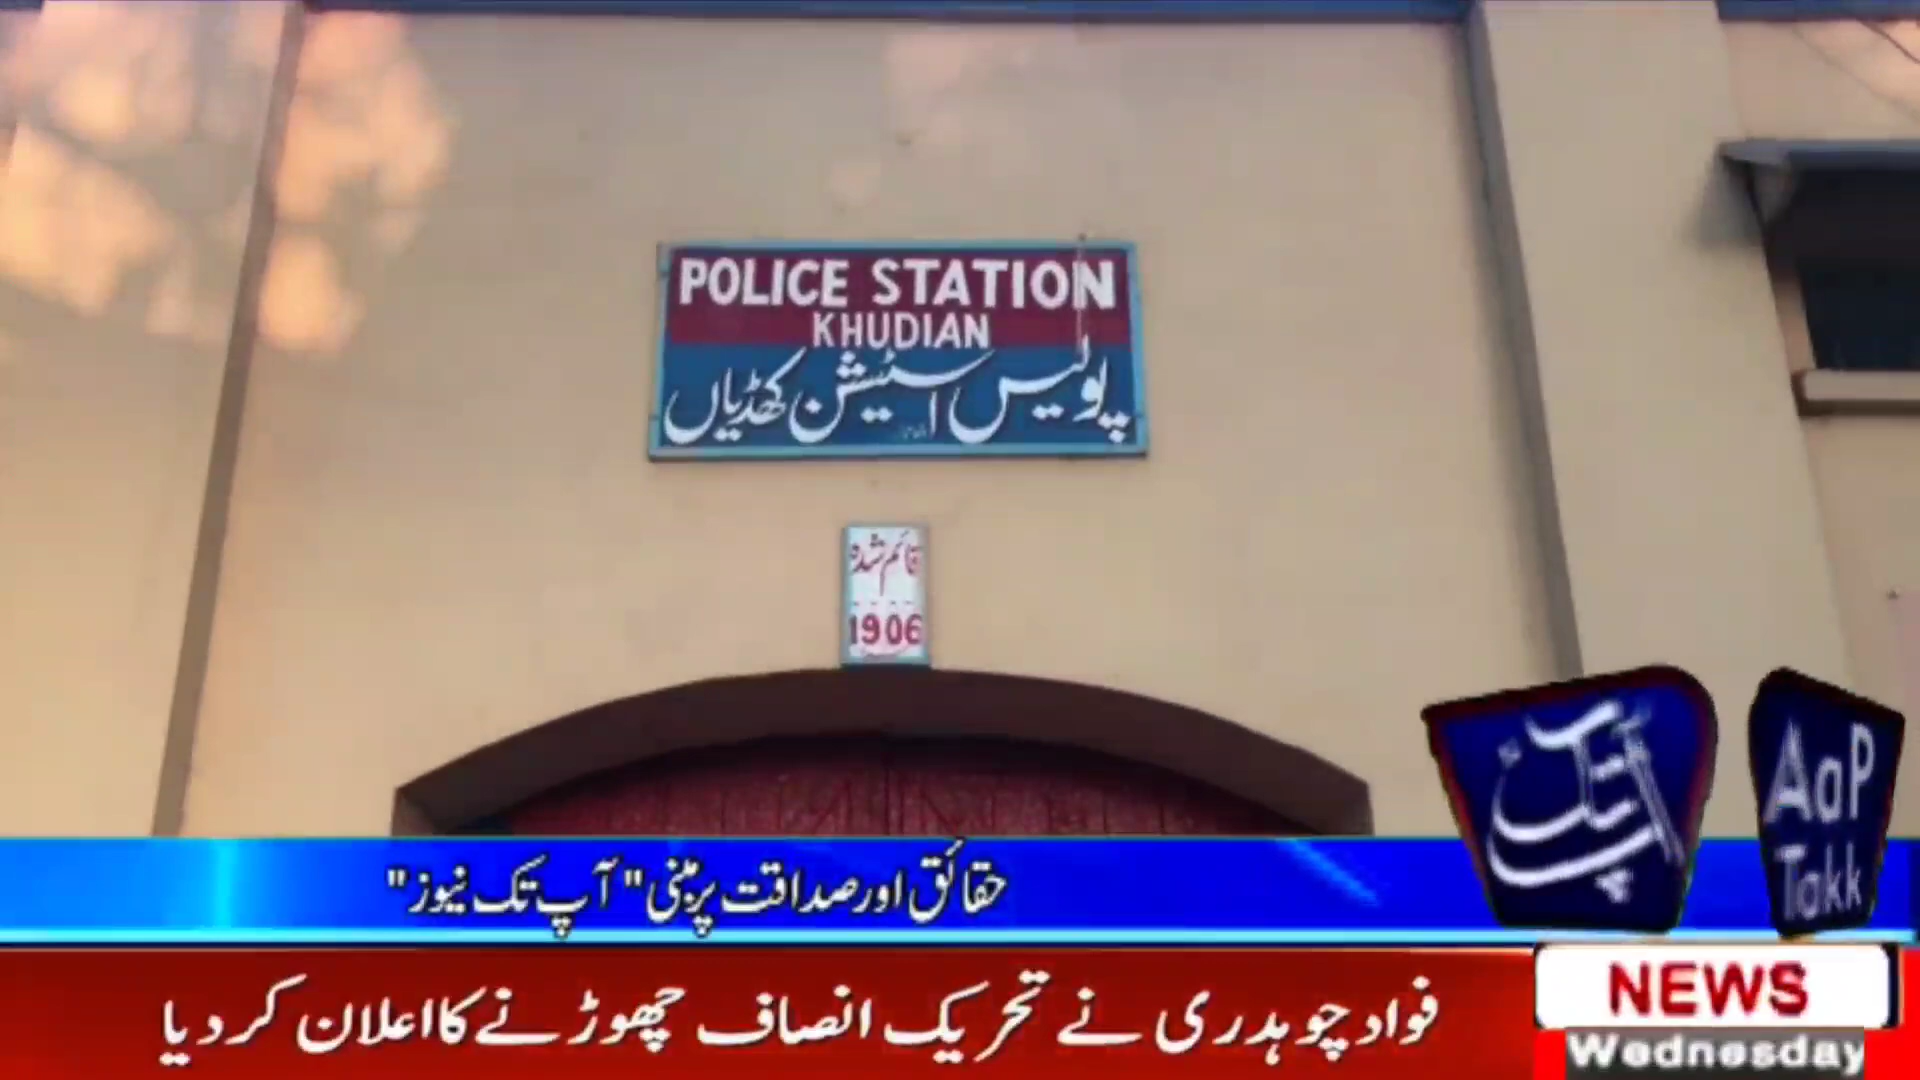 POLICE STATION
KHUDIAN
پولیس اسٹیشن کھڈیاں
قائم شدہ
1906
آپ تک
AaP
Takk
حقائق اور صداقت پر مبنی "آپ تک نیوز"
فواد چوہدری نے تحریک انصاف چھوڑنے کا اعلان کر دیا
NEWS
Wednesday